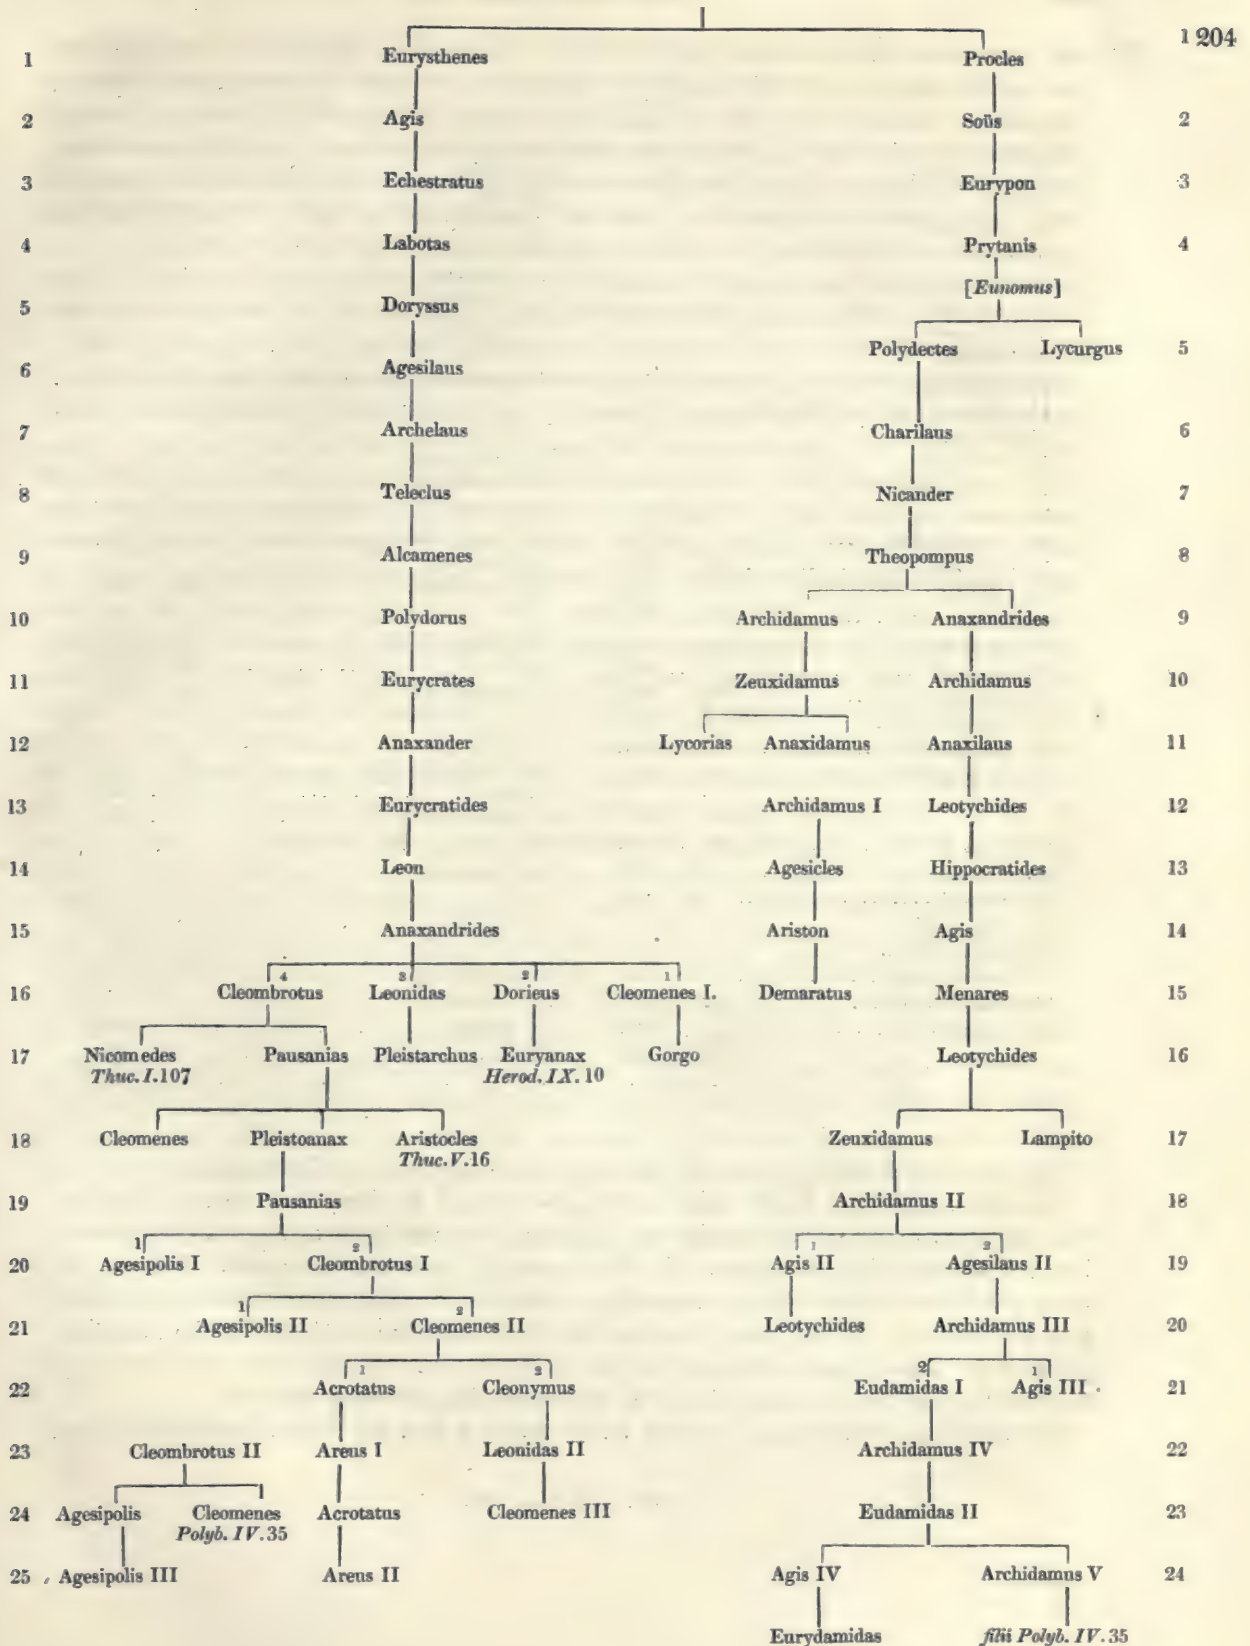 1 204
1 Eurysthenes Procles
2 Agis Soüs 2
3 Echestratus Eurypon 3
4 Labotas Prytanis 4
[Eunomus]
5 Doryssus
Polydectes Lycurgus 5
6 Agesilaus
7 Archelaus Charilaus 6
8 Teleclus Nicander 7
9 Alcamenes Theopompus 8
10 Polydorus Archidamus Anaxandrides 9
11 Eurycrates Zeuxidamus Archidamus 10
12 Anaxander Lycorias Anaxidamus Anaxilaus 11
13 Eurycratides Archidamus I Leotychides 12
14 Leon Agesicles Hippocratides 13
15 Anaxandrides Ariston Agis 14
4 3 2 1
16 Cleombrotus Leonidas Dorieus Cleomenes I. Demaratus Menares 15
17 Nicomedes Pausanias Pleistarchus Euryanax Gorgo Leotychides 16
Thuc. I. 107 Herod. IX. 10
18 Cleomenes Pleistoanax Aristocles Zeuxidamus Lampito 17
Thuc. V. 16
19 Pausanias Archidamus II 18
1 2 1 2
20 Agesipolis I Cleombrotus I Agis II Agesilaus II 19
1 2
21 Agesipolis II Cleomenes II Leotychides Archidamus III 20
1 2 2 1
22 Acrotatus Cleonymus Eudamidas I Agis III 21
23 Cleombrotus II Areus I Leonidas II Archidamus IV 22
24 Agesipolis Cleomenes Acrotatus Cleomenes III Eudamidas II 23
Polyb. IV. 35
25 Agesipolis III Areus II Agis IV Archidamus V 24
Eurydamidas filii Polyb. IV. 35